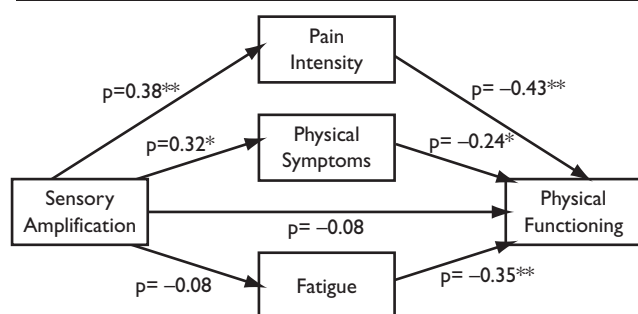 Pain
Intensity
p=0.38**
p= −0.43**
Physical
Symptoms
p=0.32*
p= −0.24*
Sensory
Amplification
Physical
Functioning
p= −0.08
p= −0.08
Fatigue
p= −0.35**